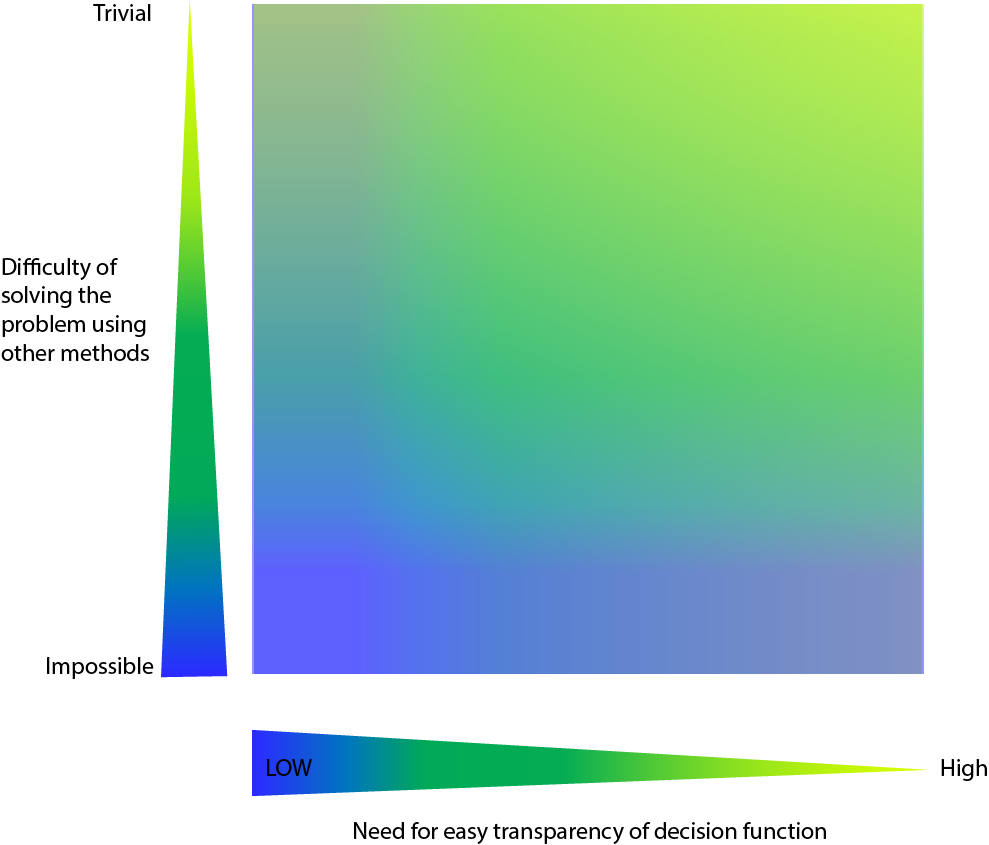 Trivial
Difficulty of
solving the
problem using
other methods
Impossible
LOW
High
Need for easy transparency of decision function